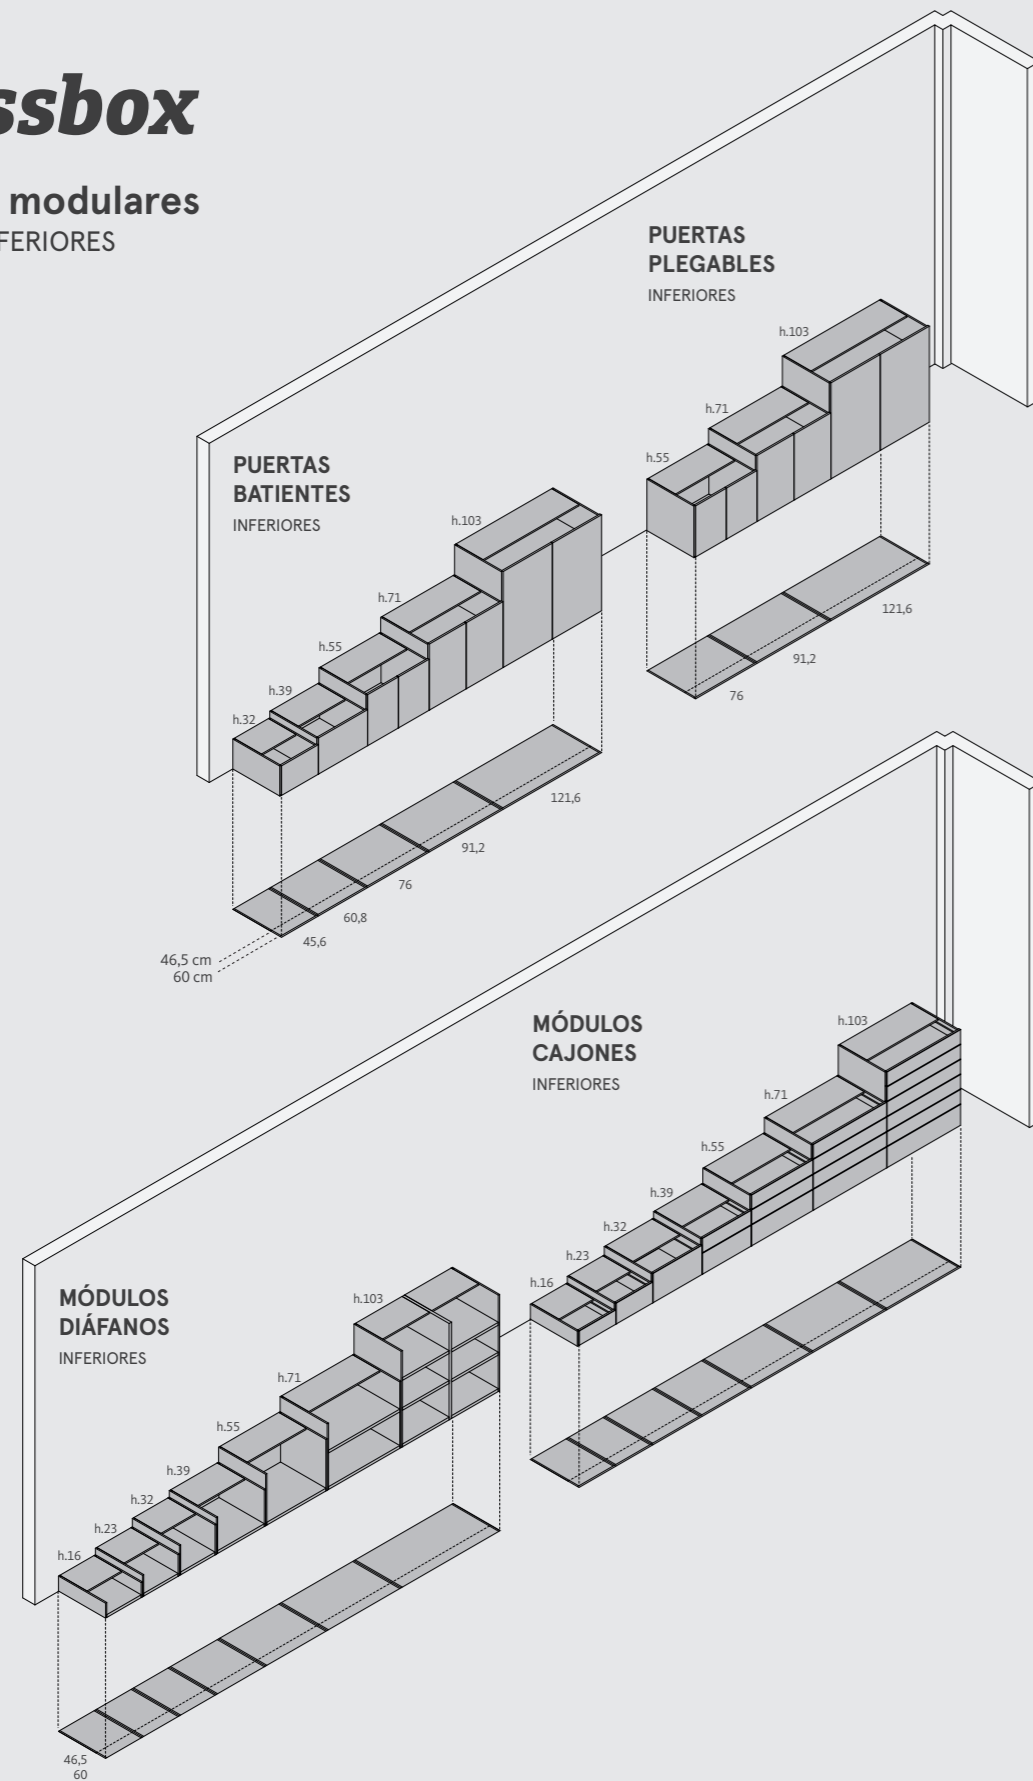 ssbox
modulares
FERIORES
PUERTAS
PLEGABLES
INFERIORES
h.103
h.71
h.55
121,6
91,2
76
PUERTAS
BATIENTES
INFERIORES
h.103
h.71
h.55
h.39
h.32
121,6
91,2
76
60,8
45,6
46,5 cm
60 cm
MÓDULOS
CAJONES
INFERIORES
h.103
h.71
h.55
h.39
h.32
h.23
h.16
MÓDULOS
DIÁFANOS
INFERIORES
h.103
h.71
h.55
h.39
h.32
h.23
h.16
46,5
60